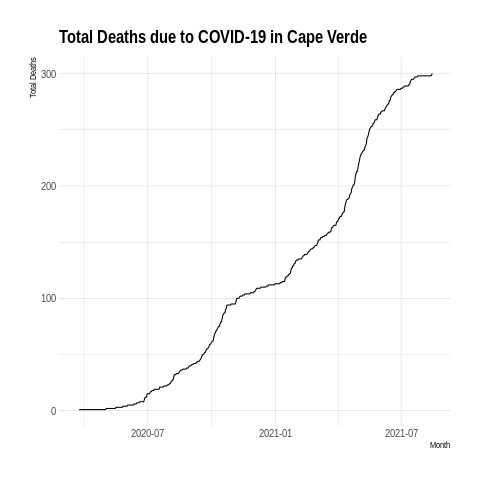 Total Deaths due to COVID-19 in Cape Verde
Total Deaths
300
200
100
0
2020-07 2021-01 2021-07
Month